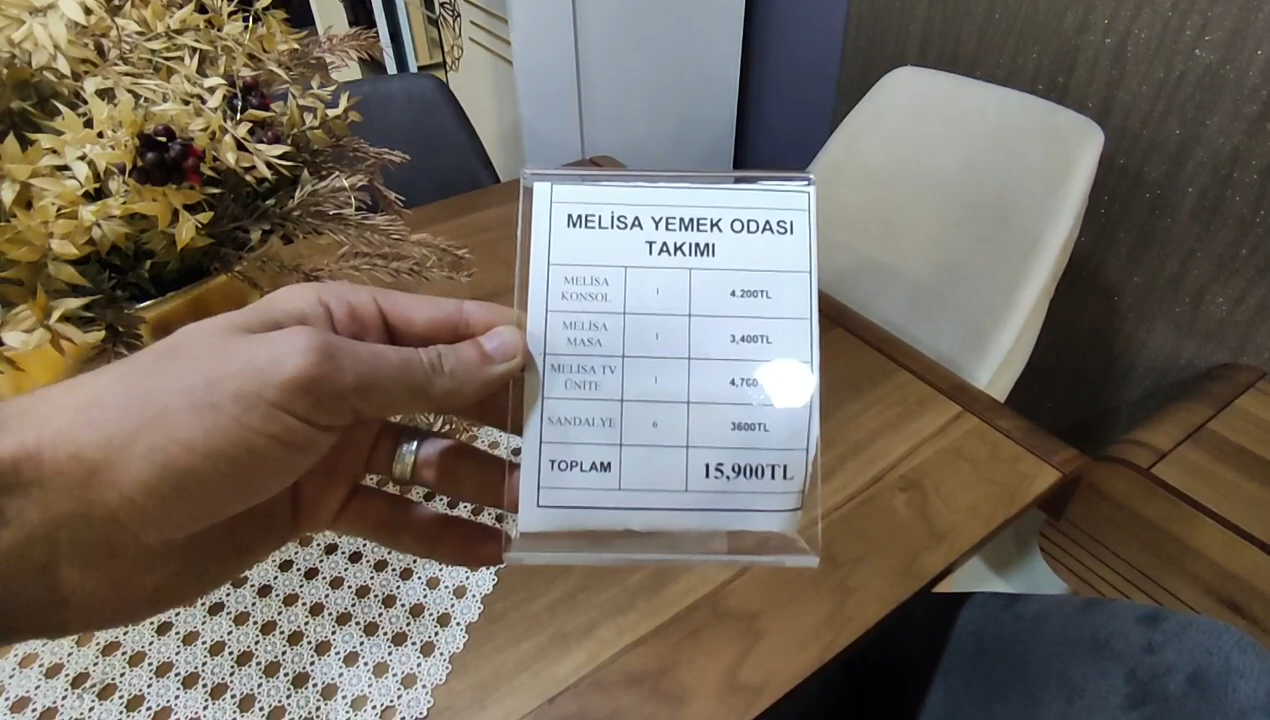 MELİSA YEMEK ODASI
TAKIMI
MELİSA KONSOL 1 4.200TL
MELİSA MASA 1 3,400TL
MELİSA TV ÜNİTE 1
SANDALYE 6 3600TL
TOPLAM 15,900TL